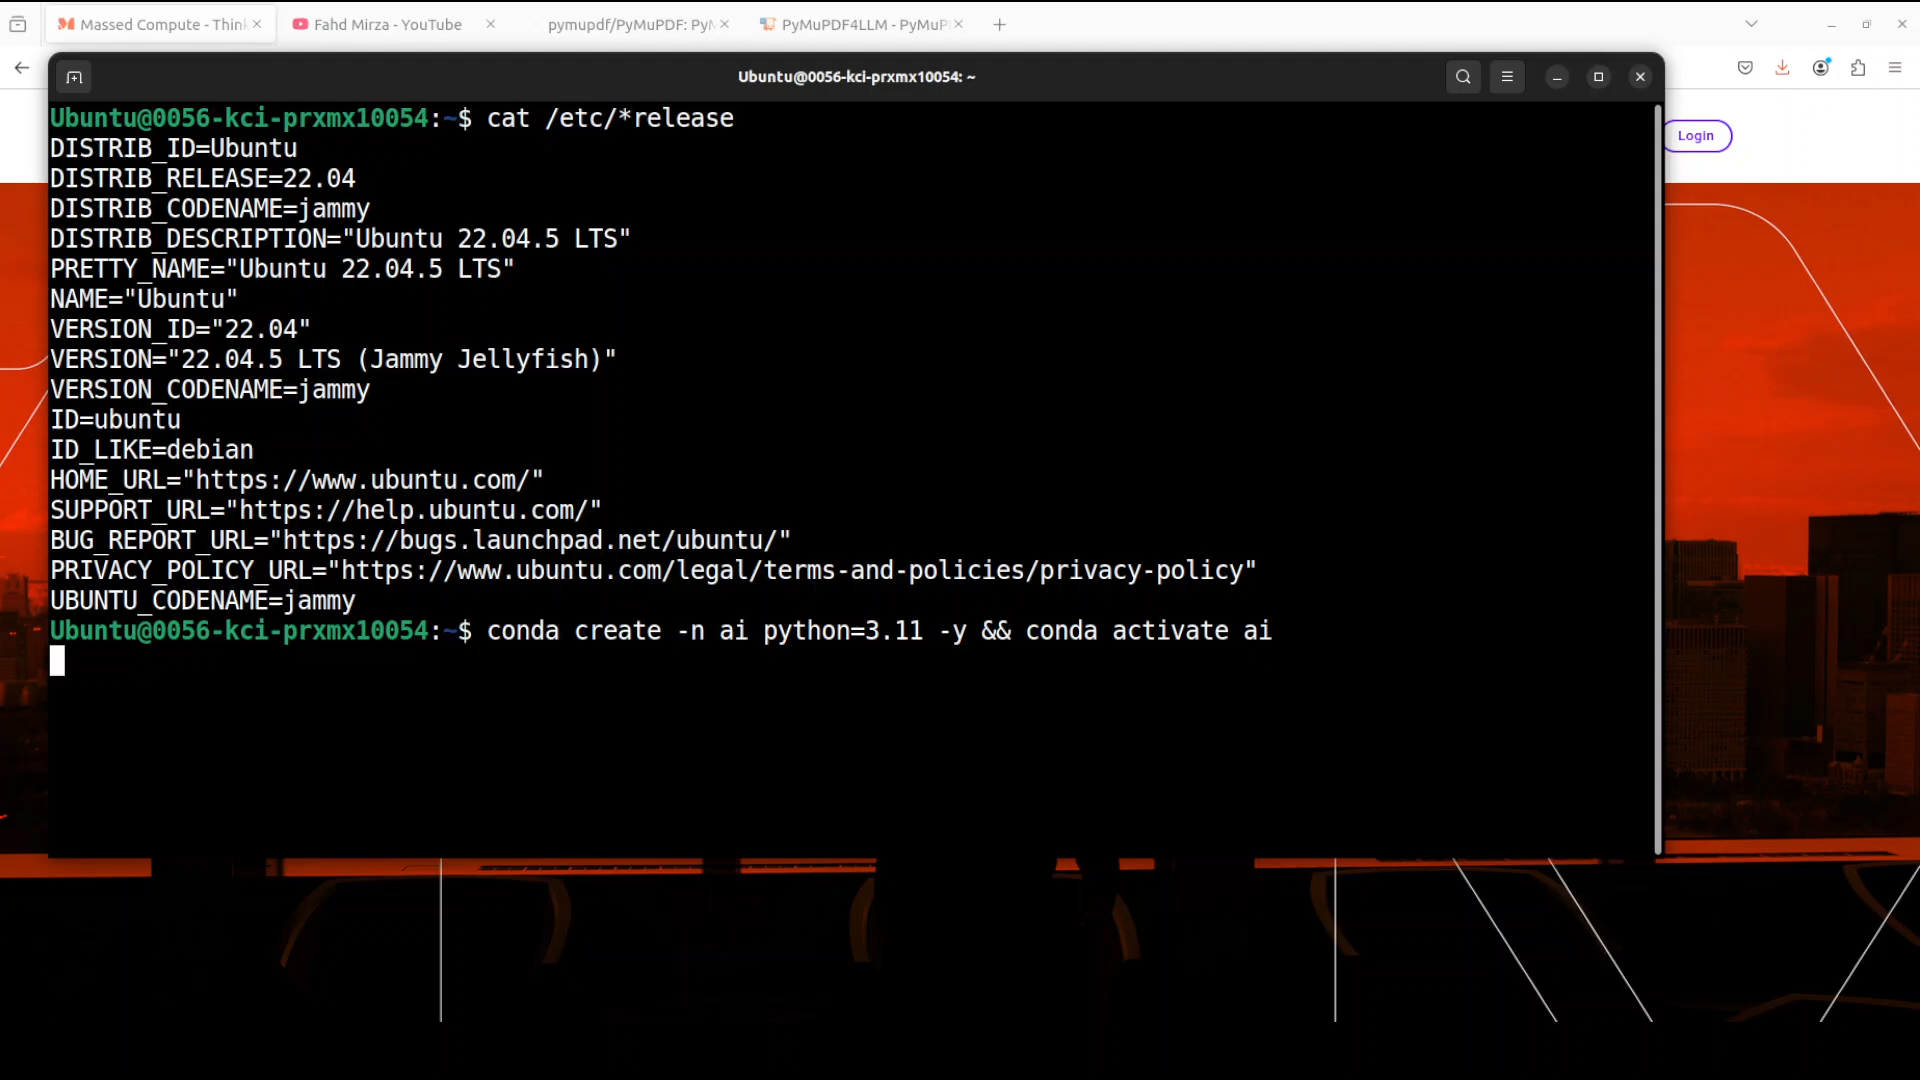 Massed Compute - Think
Fahd Mirza - YouTube
pymupdf/PyMuPDF: PyM
PyMuPDF4LLM - PyMuP
Ubuntu@0056-kci-prxmx10054: ~
Login
Ubuntu@0056-kci-prxmx10054:~$ cat /etc/*release
DISTRIB_ID=Ubuntu
DISTRIB_RELEASE=22.04
DISTRIB_CODENAME=jammy
DISTRIB_DESCRIPTION="Ubuntu 22.04.5 LTS"
PRETTY_NAME="Ubuntu 22.04.5 LTS"
NAME="Ubuntu"
VERSION_ID="22.04"
VERSION="22.04.5 LTS (Jammy Jellyfish)"
VERSION_CODENAME=jammy
ID=ubuntu
ID_LIKE=debian
HOME_URL="https://www.ubuntu.com/"
SUPPORT_URL="https://help.ubuntu.com/"
BUG_REPORT_URL="https://bugs.launchpad.net/ubuntu/"
PRIVACY_POLICY_URL="https://www.ubuntu.com/legal/terms-and-policies/privacy-policy"
UBUNTU_CODENAME=jammy
Ubuntu@0056-kci-prxmx10054:~$ conda create -n ai python=3.11 -y && conda activate ai